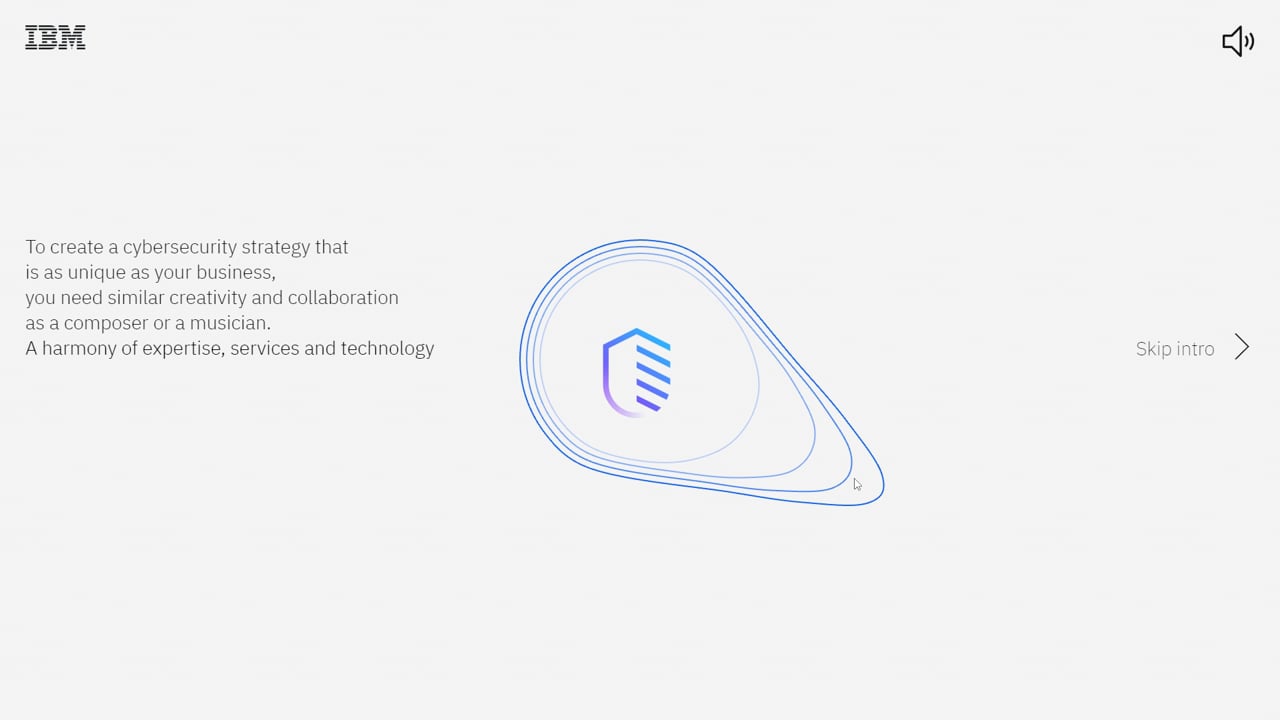 IBM
To create a cybersecurity strategy that
is as unique as your business,
you need similar creativity and collaboration
as a composer or a musician.
A harmony of expertise, services and technology
Skip intro